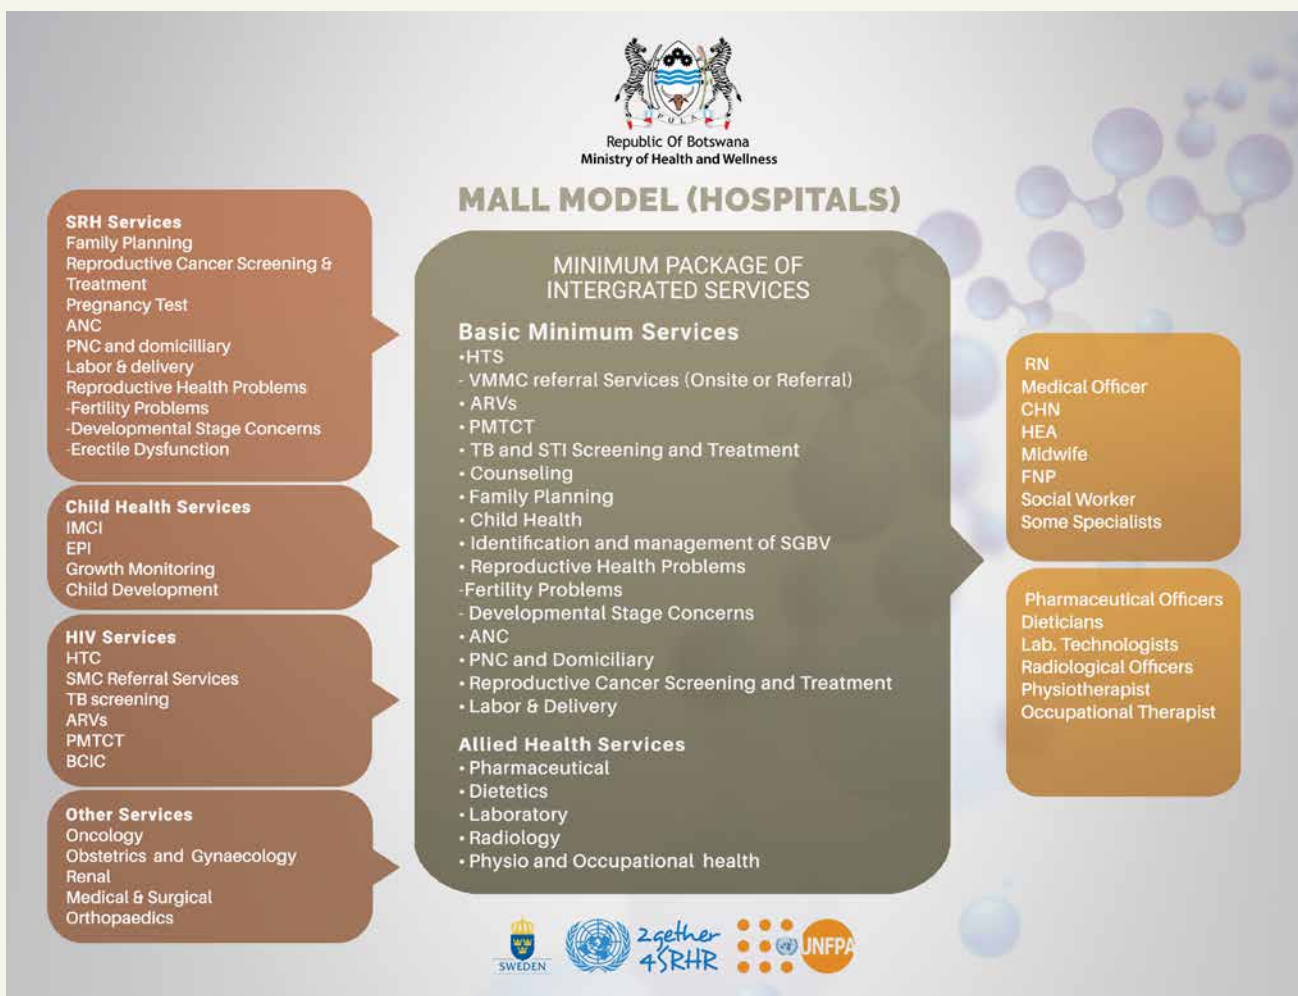 PULA
Republic Of Botswana
Ministry of Health and Wellness
MALL MODEL (HOSPITALS)
SRH Services
Family Planning
Reproductive Cancer Screening &
Treatment
Pregnancy Test
ANC
PNC and domicilliary
Labor & delivery
Reproductive Health Problems
-Fertility Problems
-Developmental Stage Concerns
-Erectile Dysfunction
Child Health Services
IMCI
EPI
Growth Monitoring
Child Development
HIV Services
HTC
SMC Referral Services
TB screening
ARVs
PMTCT
BCIC
Other Services
Oncology
Obstetrics and Gynaecology
Renal
Medical & Surgical
Orthopaedics
MINIMUM PACKAGE OF
INTERGRATED SERVICES
Basic Minimum Services
•HTS
- VMMC referral Services (Onsite or Referral)
• ARVs
• PMTCT
• TB and STI Screening and Treatment
• Counseling
• Family Planning
• Child Health
• Identification and management of SGBV
• Reproductive Health Problems
-Fertility Problems
- Developmental Stage Concerns
• ANC
• PNC and Domiciliary
• Reproductive Cancer Screening and Treatment
• Labor & Delivery
Allied Health Services
• Pharmaceutical
• Dietetics
• Laboratory
• Radiology
• Physio and Occupational health
RN
Medical Officer
CHN
HEA
Midwife
FNP
Social Worker
Some Specialists
Pharmaceutical Officers
Dieticians
Lab. Technologists
Radiological Officers
Physiotherapist
Occupational Therapist
SWEDEN
2gether
4SRHR
UNFPA